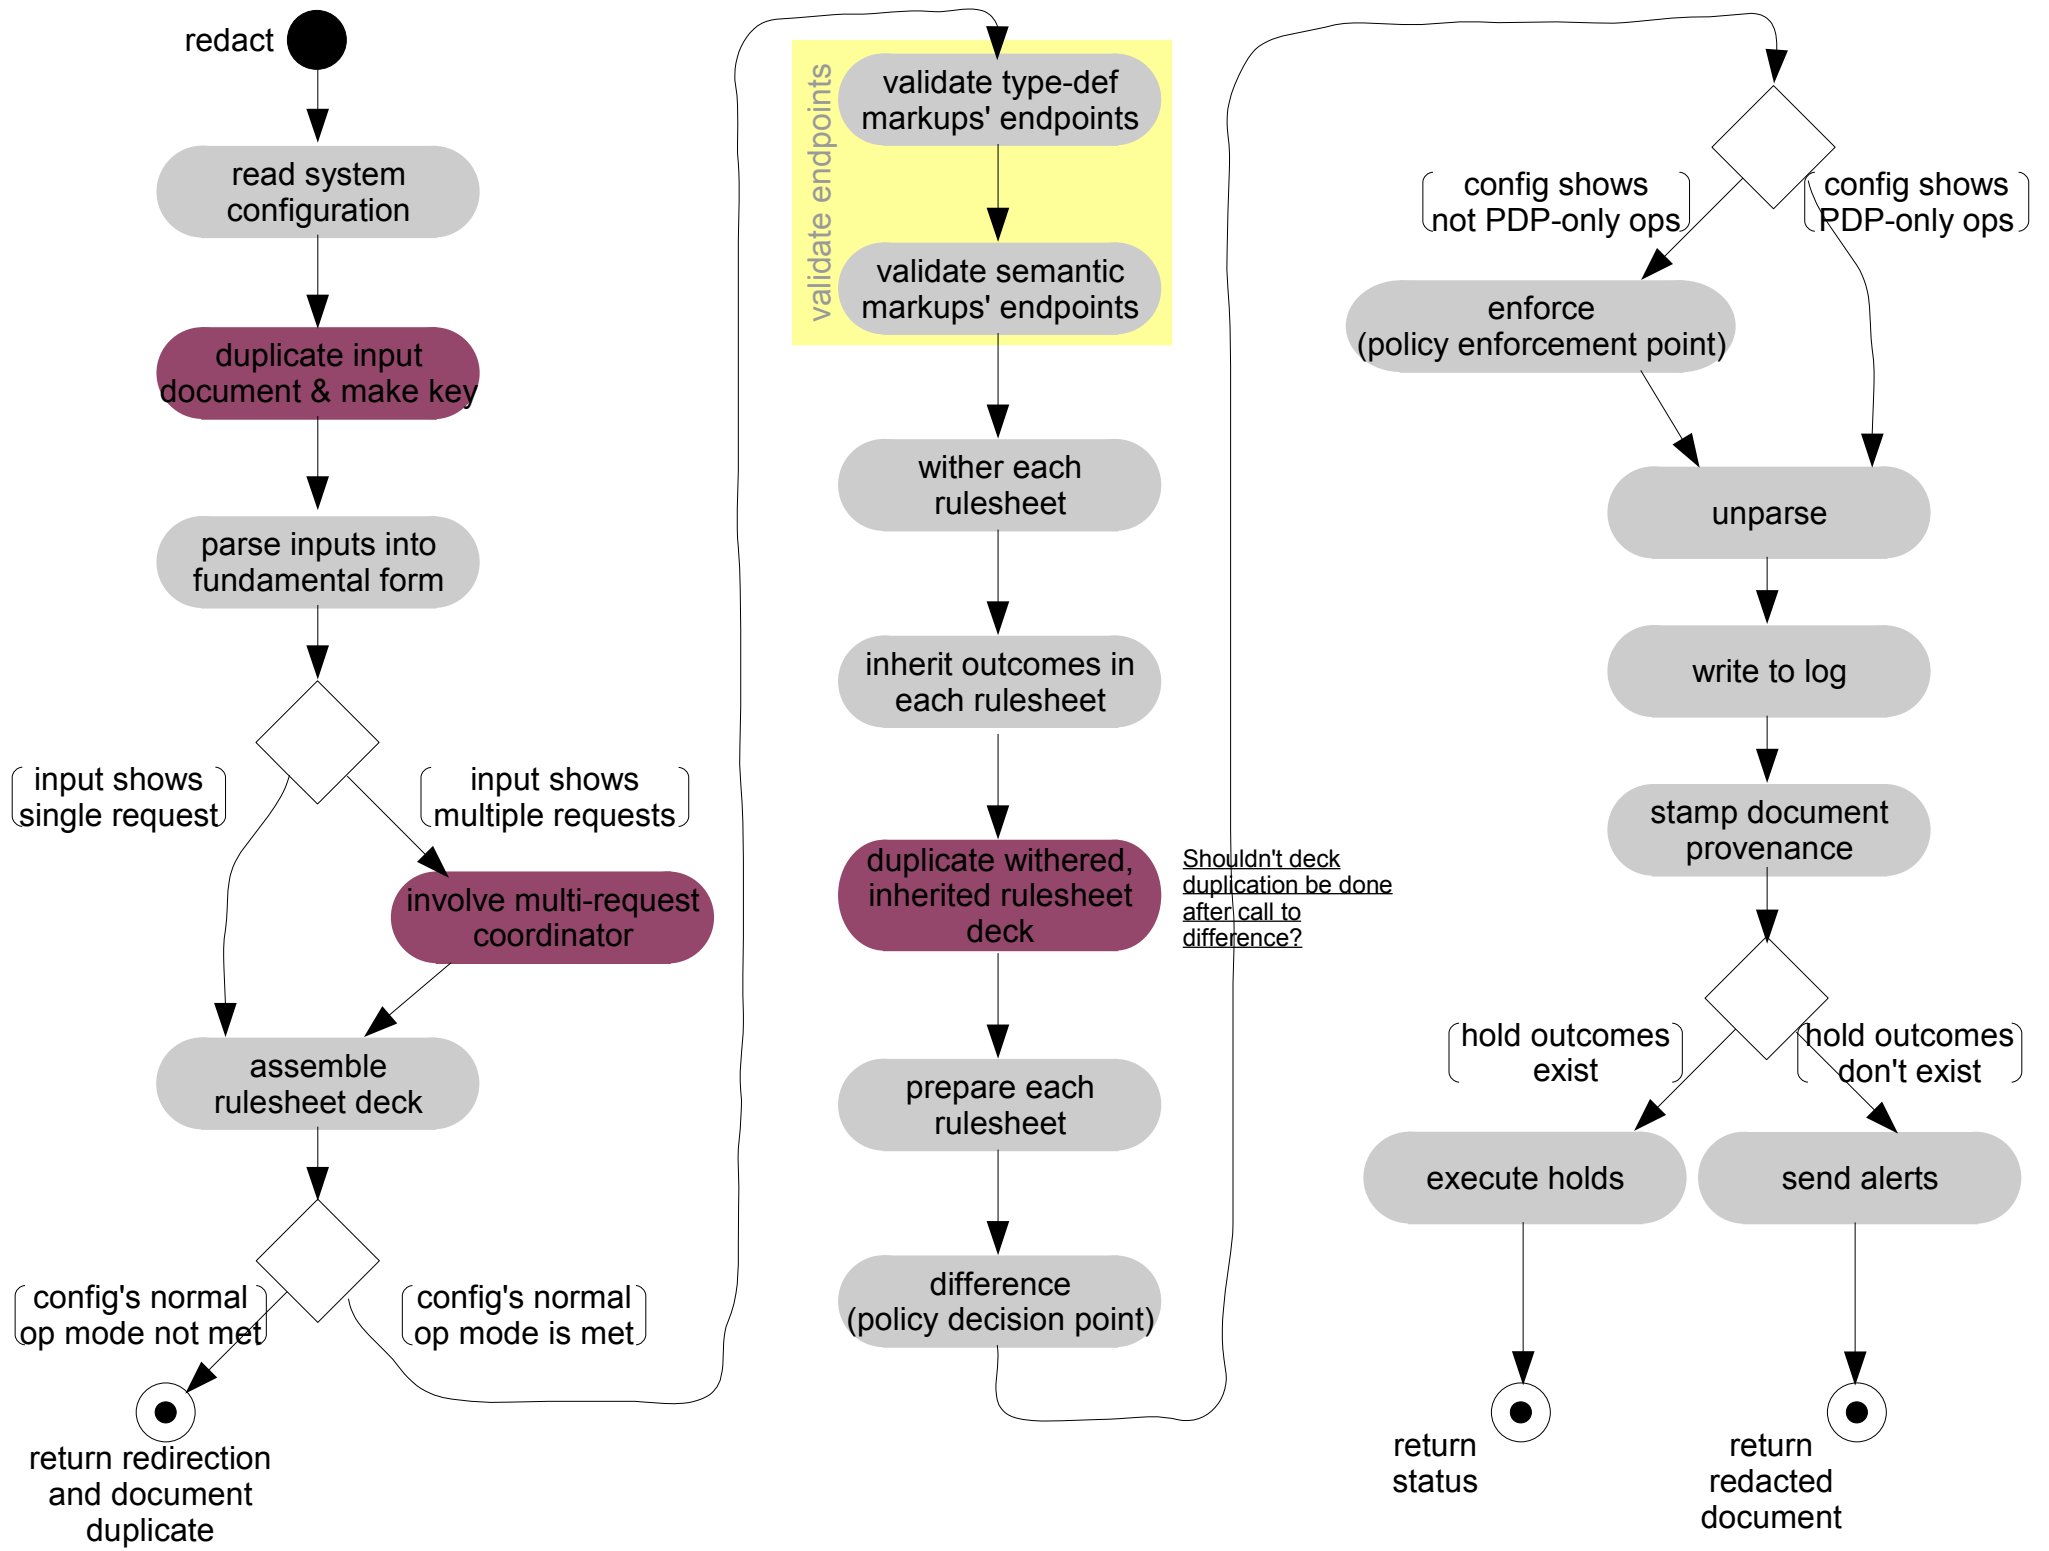 redact
read system
configuration
duplicate input
document & make key
parse inputs into
fundamental form
input shows
single request
input shows
multiple requests
involve multi-request
coordinator
assemble
rulesheet deck
config's normal
op mode not met
config's normal
op mode is met
return redirection
and document
duplicate
validate endpoints
validate type-def
markups' endpoints
validate semantic
markups' endpoints
wither each
rulesheet
inherit outcomes in
each rulesheet
duplicate withered,
inherited rulesheet
deck
Shouldn't deck
duplication be done
after call to
difference?
prepare each
rulesheet
difference
(policy decision point)
config shows
not PDP-only ops
config shows
PDP-only ops
enforce
(policy enforcement point)
unparse
write to log
stamp document
provenance
hold outcomes
exist
hold outcomes
don't exist
execute holds
send alerts
return
status
return
redacted
document